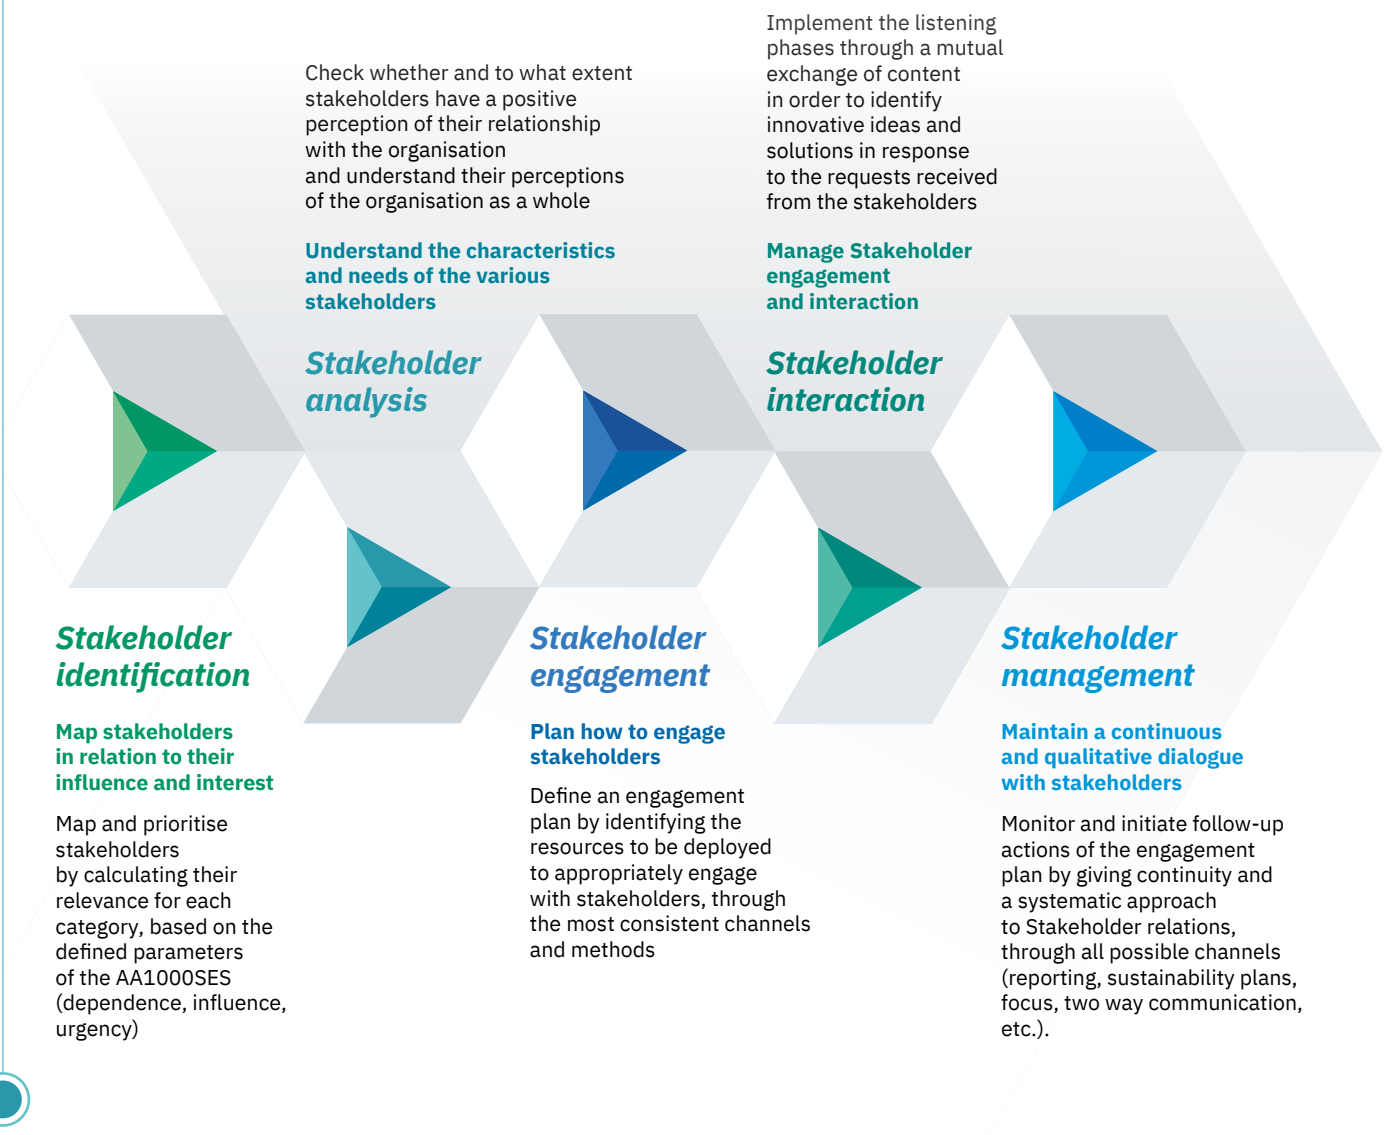 Check whether and to what extent
stakeholders have a positive
perception of their relationship
with the organisation
and understand their perceptions
of the organisation as a whole
Understand the characteristics
and needs of the various
stakeholders
Stakeholder
analysis
Implement the listening
phases through a mutual
exchange of content
in order to identify
innovative ideas and
solutions in response
to the requests received
from the stakeholders
Manage Stakeholder
engagement
and interaction
Stakeholder
interaction
Stakeholder
identification
Map stakeholders
in relation to their
influence and interest
Map and prioritise
stakeholders
by calculating their
relevance for each
category, based on the
defined parameters
of the AA1000SES
(dependence, influence,
urgency)
Stakeholder
engagement
Plan how to engage
stakeholders
Define an engagement
plan by identifying the
resources to be deployed
to appropriately engage
with stakeholders, through
the most consistent channels
and methods
Stakeholder
management
Maintain a continuous
and qualitative dialogue
with stakeholders
Monitor and initiate follow-up
actions of the engagement
plan by giving continuity and
a systematic approach
to Stakeholder relations,
through all possible channels
(reporting, sustainability plans,
focus, two way communication,
etc.).